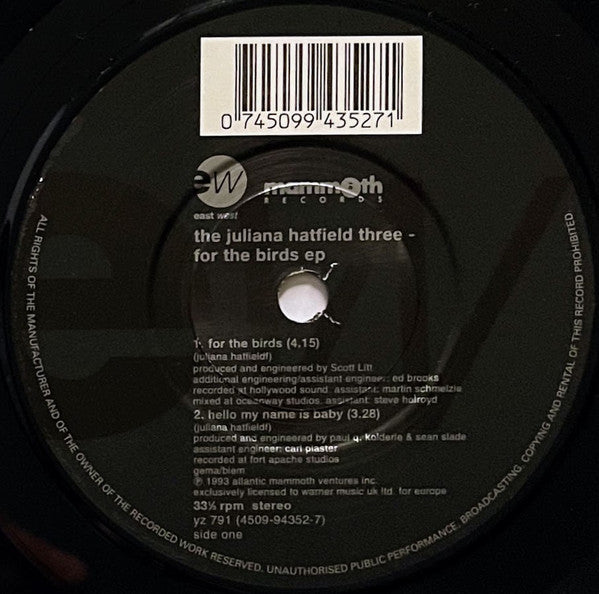 0 745099 435271
ew mammoth
RECORDS
east west
the juliana hatfield three -
for the birds ep
1. for the birds (4.15)
(juliana hatfieldf)
produced and engineered by Scott Litt
additional engineering/assistant engineer: ed brooks
recorded at hollywood sound. assistant: martin schmelzle
mixed at oceanway studios. assistant: steve holroyd
2. hello my name is baby (3.28)
(juliana hatfield)
produced and engineered by paul q. kolderie & sean slade
assistant engineer: carl plaster
recorded at fort apache studios
gema/biem
℗ 1993 atlantic mammoth ventures inc.
exclusively licensed to warner music uk ltd. for europe
33⅓ rpm stereo
yz 791 (4509-94352-7)
side one
ALL RIGHTS OF THE MANUFACTURER AND OF THE OWNER OF THE RECORDED WORK RESERVED. UNAUTHORISED PUBLIC PERFORMANCE, BROADCASTING, COPYING AND RENTAL OF THIS RECORD PROHIBITED.